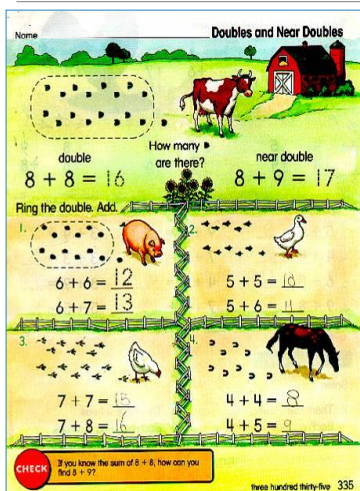 Name
Doubles and Near Doubles
How many
are there?
double
8 + 8 = 16
near double
8 + 9 = 17
Ring the double. Add.
1.
6 + 6 = 12
6 + 7 = 13
2.
5 + 5 = 10
5 + 6 = 11
3.
7 + 7 = 15
7 + 8 = 16
4.
4 + 4 = 8
4 + 5 = 9
CHECK
If you know the sum of 8 + 8, how can you
find 8 + 9?
three hundred thirty-five 335